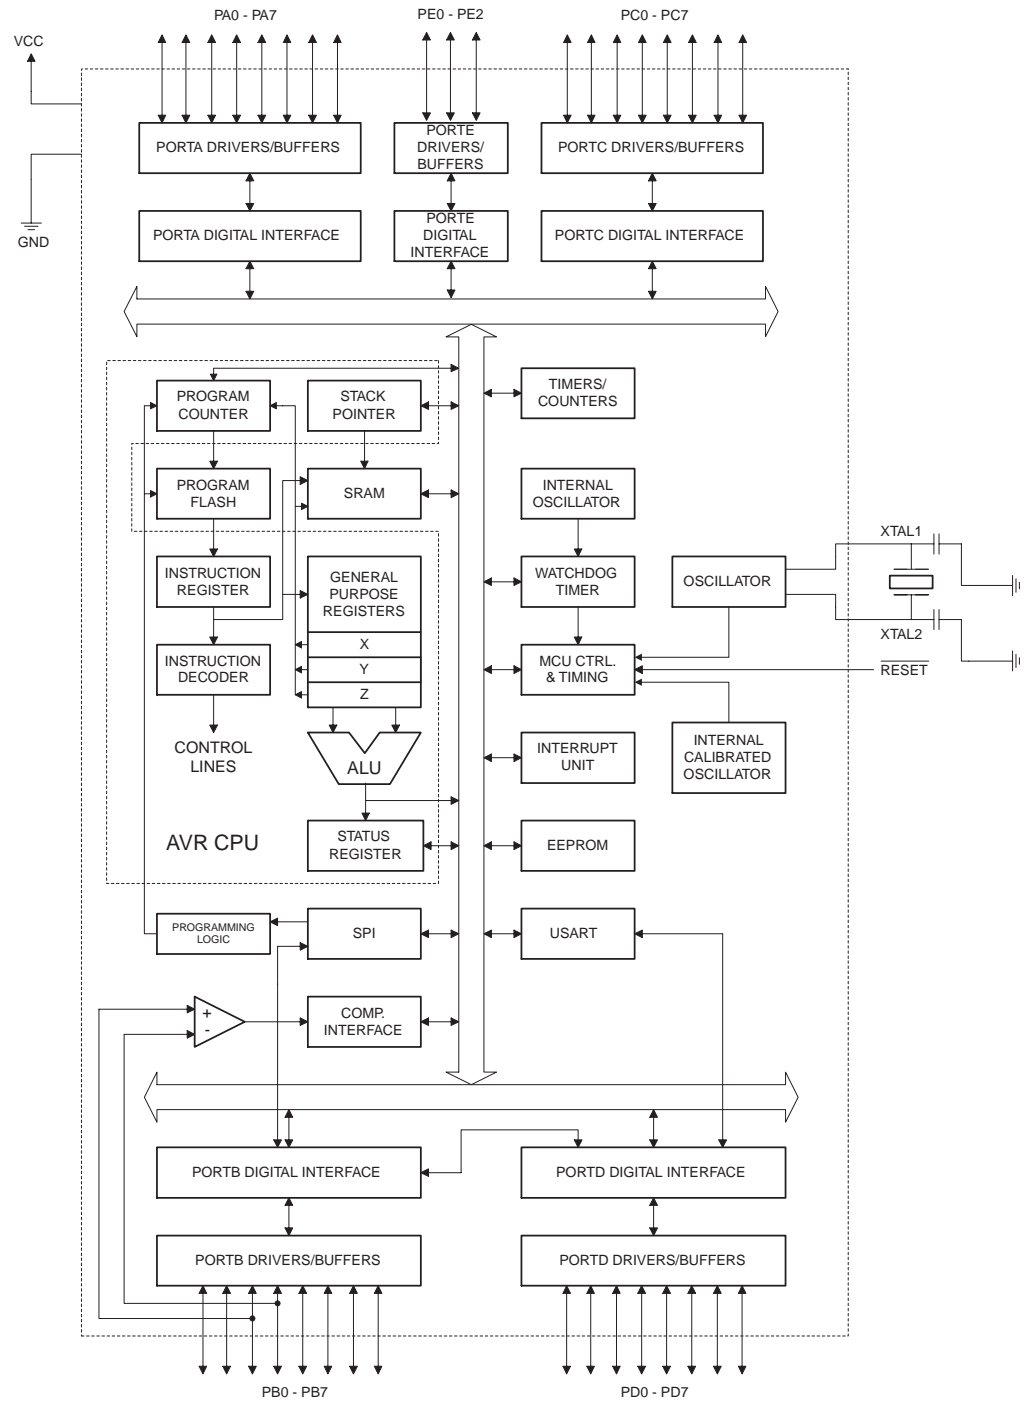 PA0 - PA7
PE0 - PE2
PC0 - PC7
VCC
PORTA DRIVERS/BUFFERS
PORTE
DRIVERS/
BUFFERS
PORTC DRIVERS/BUFFERS
GND
PORTA DIGITAL INTERFACE
PORTE
DIGITAL
INTERFACE
PORTC DIGITAL INTERFACE
PROGRAM
COUNTER
STACK
POINTER
TIMERS/
COUNTERS
PROGRAM
FLASH
SRAM
INTERNAL
OSCILLATOR
XTAL1
INSTRUCTION
REGISTER
GENERAL
PURPOSE
REGISTERS
WATCHDOG
TIMER
OSCILLATOR
XTAL2
X
Y
Z
INSTRUCTION
DECODER
MCU CTRL.
& TIMING
RESET
CONTROL
LINES
ALU
INTERRUPT
UNIT
INTERNAL
CALIBRATED
OSCILLATOR
AVR CPU
STATUS
REGISTER
EEPROM
PROGRAMMING
LOGIC
SPI
USART
+
-
COMP.
INTERFACE
PORTB DIGITAL INTERFACE
PORTD DIGITAL INTERFACE
PORTB DRIVERS/BUFFERS
PORTD DRIVERS/BUFFERS
PB0 - PB7
PD0 - PD7